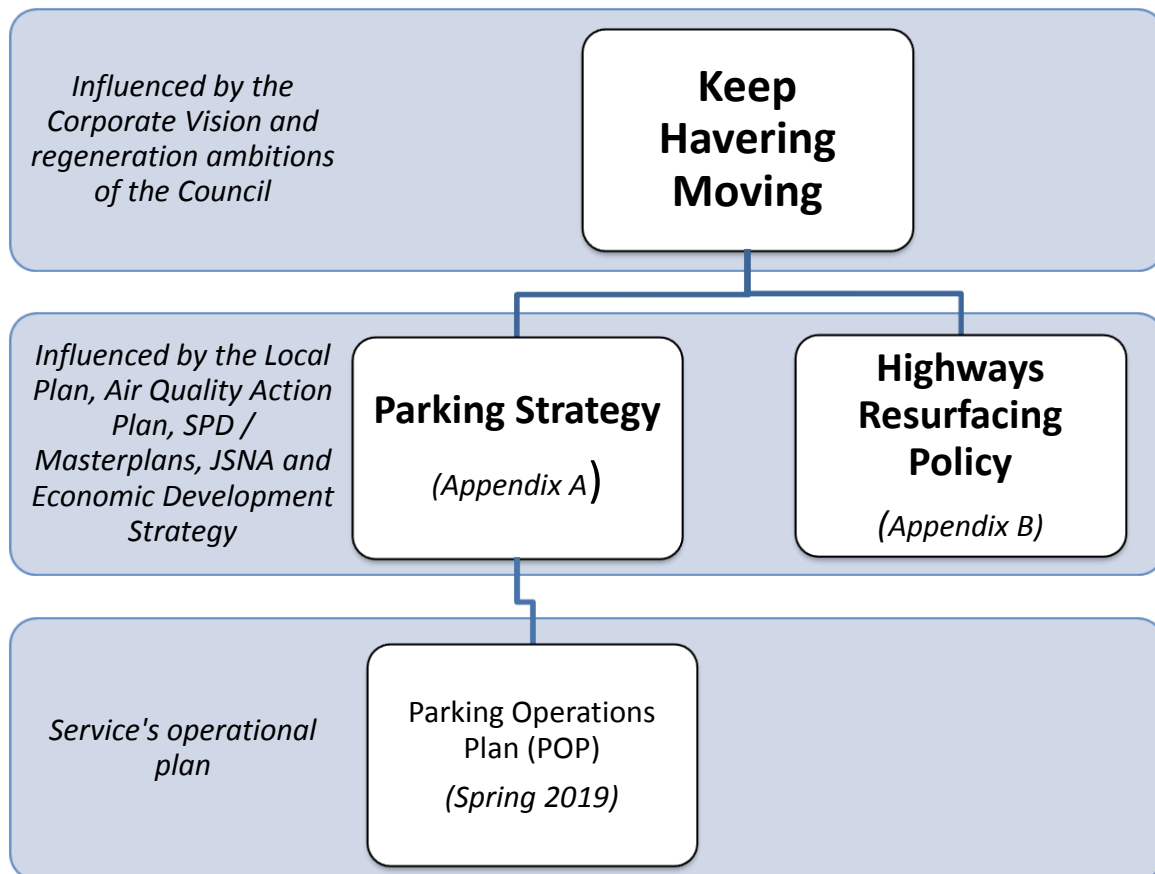 Influenced by the
Corporate Vision and
regeneration ambitions
of the Council
Keep
Havering
Moving
Influenced by the Local
Plan, Air Quality Action
Plan, SPD /
Masterplans, JSNA and
Economic Development
Strategy
Parking Strategy
(Appendix A)
Highways
Resurfacing
Policy
(Appendix B)
Service's operational
plan
Parking Operations
Plan (POP)
(Spring 2019)